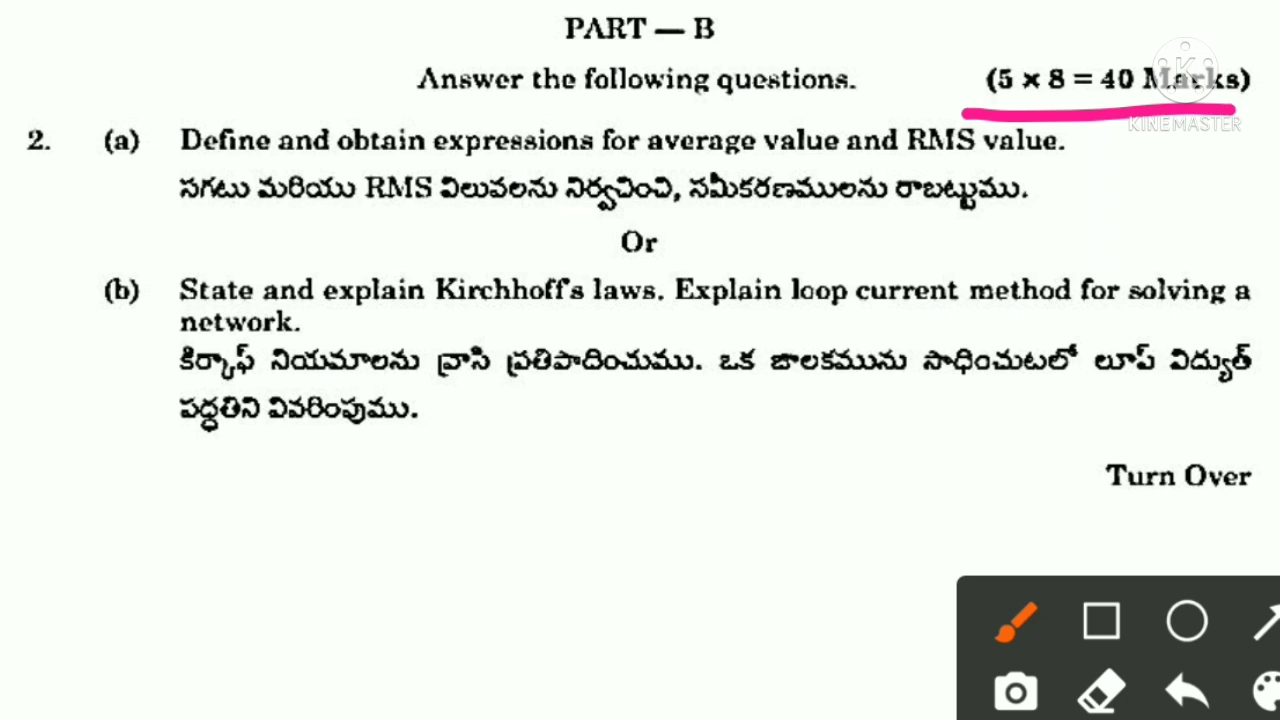 PART — B
Answer the following questions. (5 × 8 = 40 Marks)
KINEMASTER
2. (a) Define and obtain expressions for average value and RMS value.
సగటు మరియు RMS విలువలను నిర్వచించి, సమీకరణములను రాబట్టుము.
Or
(b) State and explain Kirchhoff's laws. Explain loop current method for solving a
network.
కిర్కాఫ్ నియమాలను వ్రాసి ప్రతిపాదించుము. ఒక జాలకమును సాధించుటలో లూప్ విద్యుత్
పద్ధతిని వివరింపుము.
Turn Over